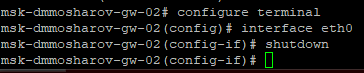 msk-dmmosharov-gw-02# configure terminal
msk-dmmosharov-gw-02(config)# interface eth0
msk-dmmosharov-gw-02(config-if)# shutdown
msk-dmmosharov-gw-02(config-if)#